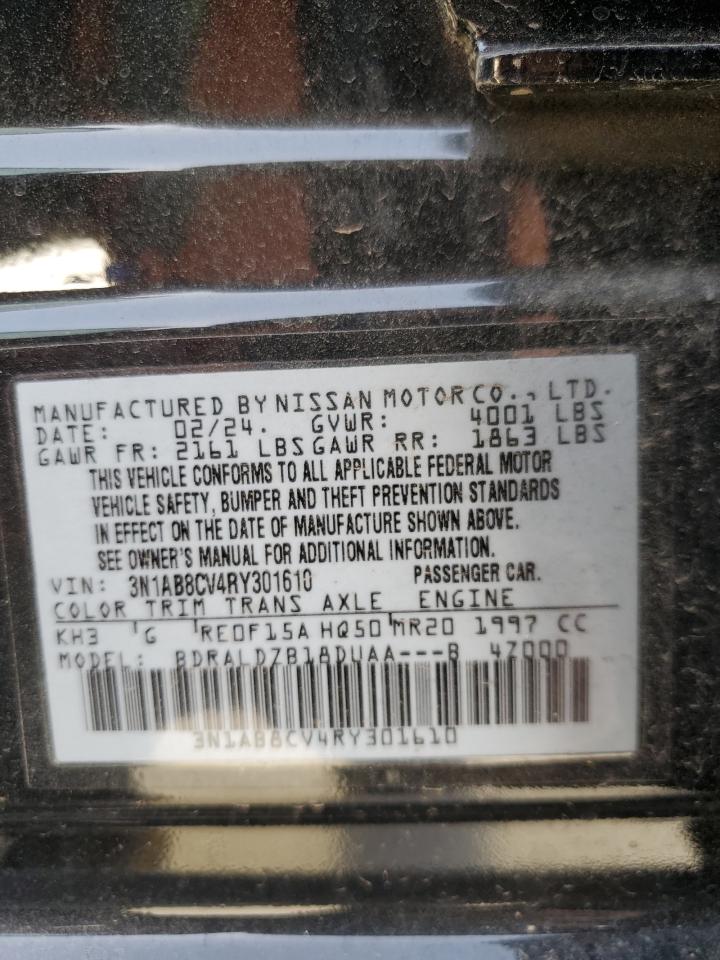 MANUFACTURED BY NISSAN MOTOR CO., LTD.
DATE: 02/24. GVWR: 4001 LBS
GAWR FR: 2161 LBS GAWR RR: 1863 LBS
THIS VEHICLE CONFORMS TO ALL APPLICABLE FEDERAL MOTOR
VEHICLE SAFETY, BUMPER AND THEFT PREVENTION STANDARDS
IN EFFECT ON THE DATE OF MANUFACTURE SHOWN ABOVE.
SEE OWNER'S MANUAL FOR ADDITIONAL INFORMATION.
VIN: 3N1AB8CV4RY301610 PASSENGER CAR.
COLOR TRIM TRANS AXLE ENGINE
KH3 G RE0F15A HQ50 MR20 1997 CC
MODEL: BDRALDZB18DUAA---B 4Z000
3N1AB8CV4RY301610